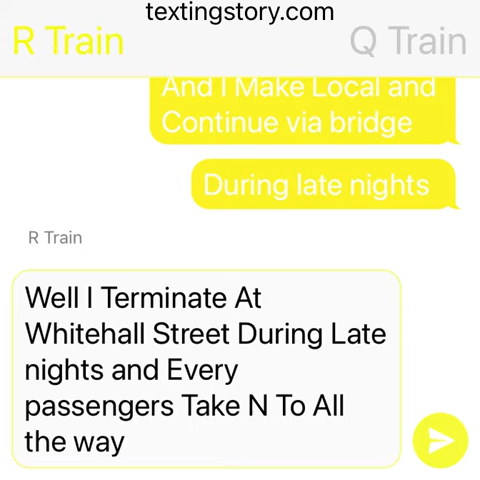 textingstory.com
R Train
Q Train
And I Make Local and
Continue via bridge
During late nights
R Train
Well I Terminate At
Whitehall Street During Late
nights and Every
passengers Take N To All
the way